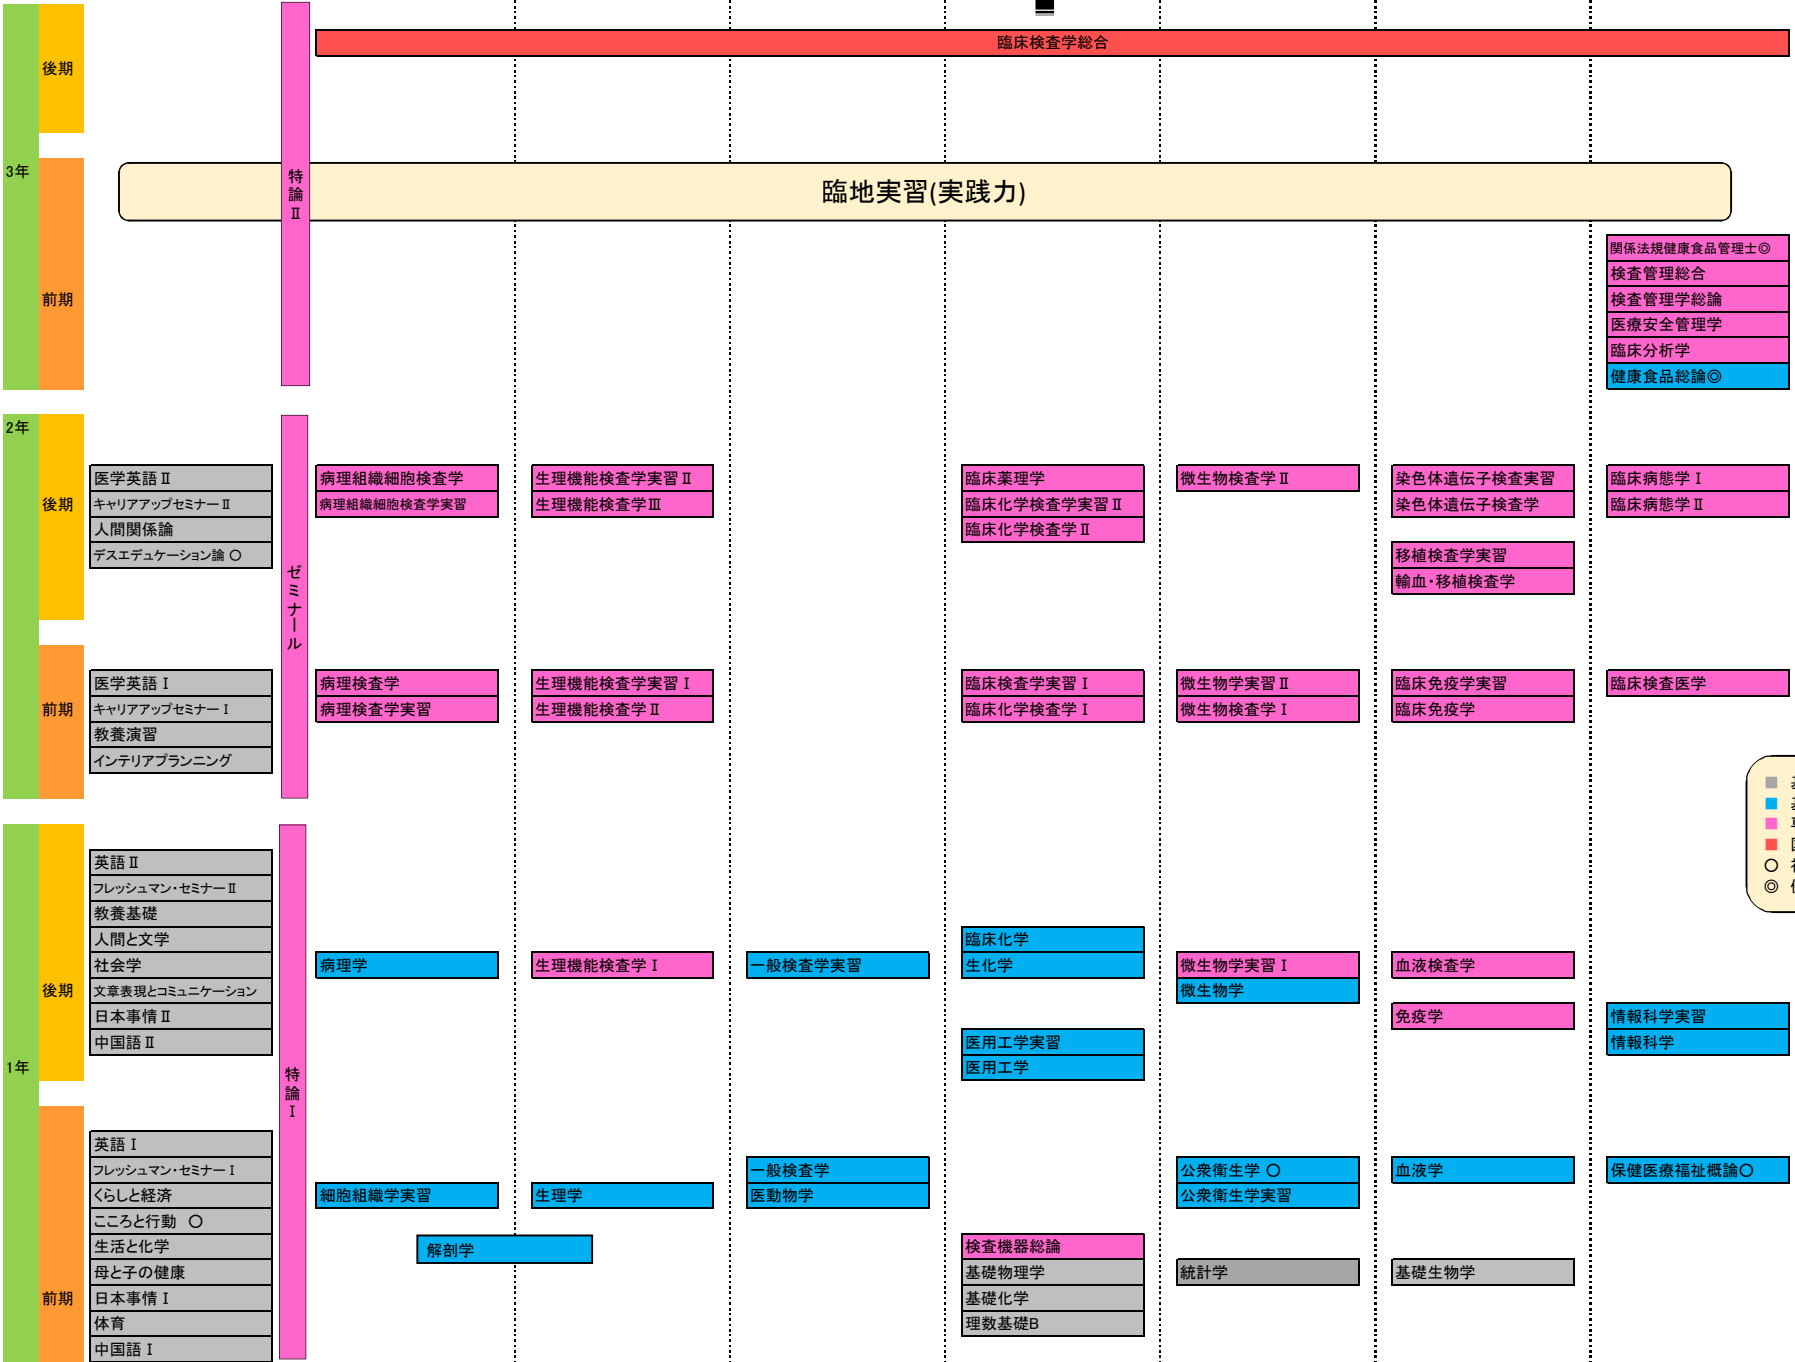 臨床検査学総合
後期
3年
特論Ⅱ
臨地実習(実践力)
前期
関係法規健康食品管理士◎
検査管理総合
検査管理学総論
医療安全管理学
臨床分析学
健康食品総論◎
2年
後期
医学英語Ⅱ
キャリアアップセミナーⅡ
人間関係論
デスエデュケーション論 〇
ゼミナール
病理組織細胞検査学
病理組織細胞検査学実習
生理機能検査学実習Ⅱ
生理機能検査学Ⅲ
臨床薬理学
臨床化学検査学実習Ⅱ
臨床化学検査学Ⅱ
微生物検査学Ⅱ
染色体遺伝子検査実習
染色体遺伝子検査学
移植検査学実習
輸血・移植検査学
臨床病態学Ⅰ
臨床病態学Ⅱ
前期
医学英語Ⅰ
キャリアアップセミナーⅠ
教養演習
インテリアプランニング
病理検査学
病理検査学実習
生理機能検査学実習Ⅰ
生理機能検査学Ⅱ
臨床検査学実習Ⅰ
臨床化学検査学Ⅰ
微生物学実習Ⅱ
微生物検査学Ⅰ
臨床免疫学実習
臨床免疫学
臨床検査医学
1年
後期
英語Ⅱ
フレッシュマン・セミナーⅡ
教養基礎
人間と文学
社会学
文章表現とコミュニケーション
日本事情Ⅱ
中国語Ⅱ
特論Ⅰ
病理学
生理機能検査学Ⅰ
一般検査学実習
臨床化学
生化学
医用工学実習
医用工学
微生物学実習Ⅰ
微生物学
血液検査学
免疫学
情報科学実習
情報科学
前期
英語Ⅰ
フレッシュマン・セミナーⅠ
くらしと経済
こころと行動 〇
生活と化学
母と子の健康
日本事情Ⅰ
体育
中国語Ⅰ
細胞組織学実習
解剖学
生理学
一般検査学
医動物学
検査機器総論
基礎物理学
基礎化学
理数基礎B
公衆衛生学 〇
公衆衛生学実習
統計学
血液学
基礎生物学
保健医療福祉概論〇